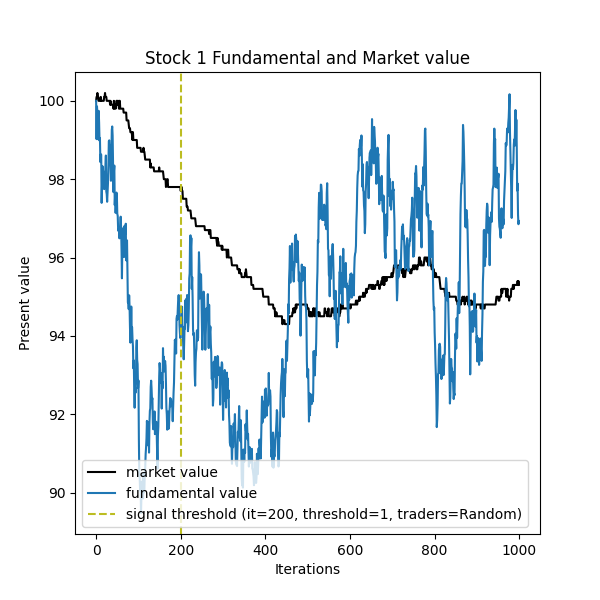 Stock 1 Fundamental and Market value
Present value
100
98
96
94
92
90
market value
fundamental value
signal threshold (it=200, threshold=1, traders=Random)
0 200 400 600 800 1000
Iterations